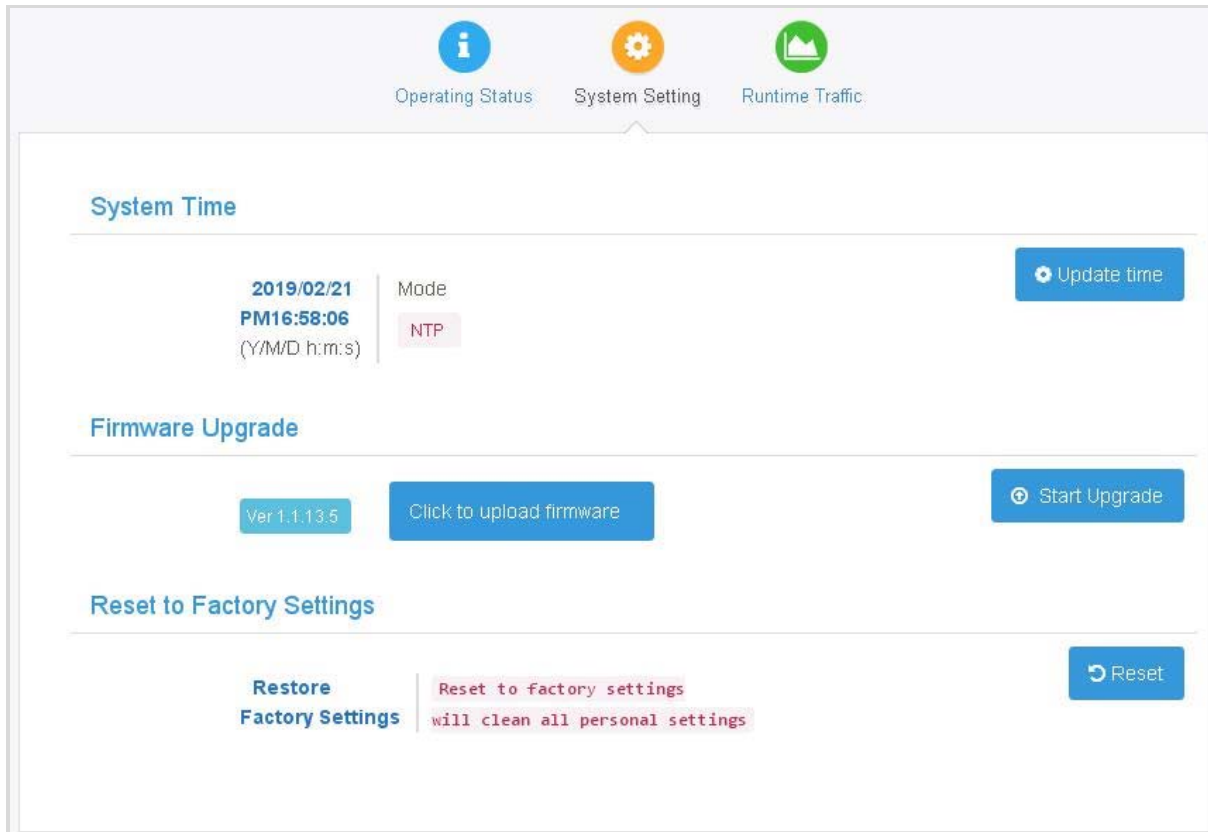 Operating Status System Setting Runtime Traffic
System Time
Update time
2019/02/21 Mode
PM16:58:06
NTP
(Y/M/D h:m:s)
Firmware Upgrade
Ver 1.1.13.5 Click to upload firmware Start Upgrade
Reset to Factory Settings
Reset
Restore Reset to factory settings
Factory Settings will clean all personal settings